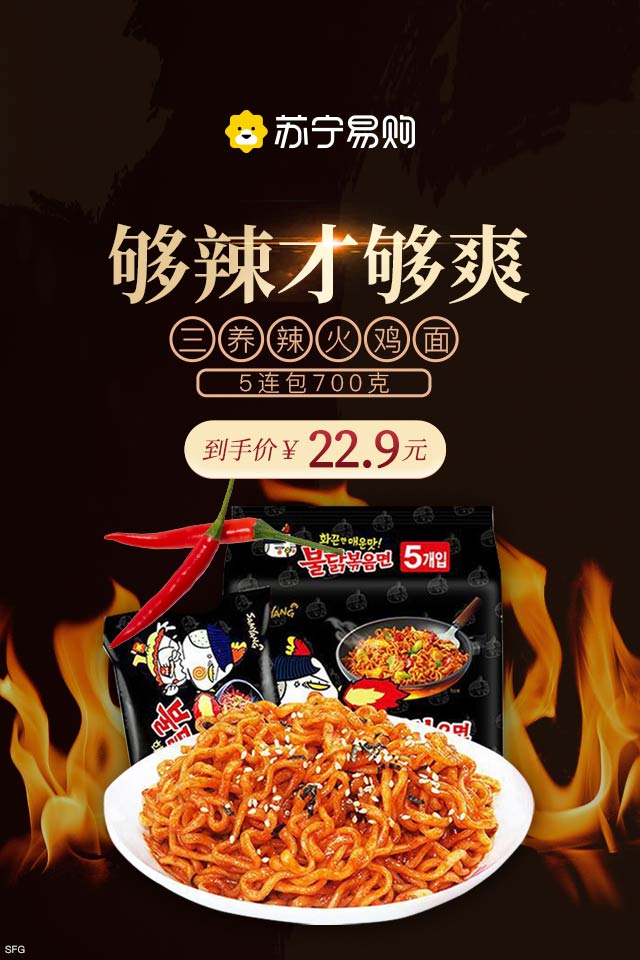 苏宁易购
够辣才够爽
三养辣火鸡面
5连包700克
到手价￥22.9元
화끈한 매운맛!
불닭볶음면
5개입
SAMYANG
SFG